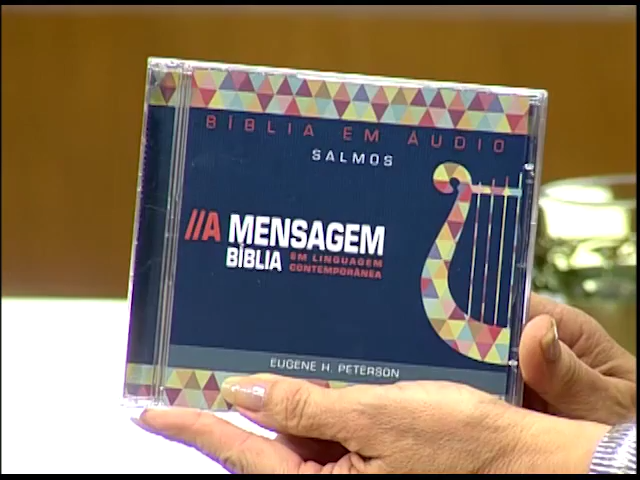 BÍBLIA EM ÁUDIO
SALMOS
//A MENSAGEM
BÍBLIA EM LINGUAGEM
CONTEMPORÂNEA
EUGENE H. PETERSON